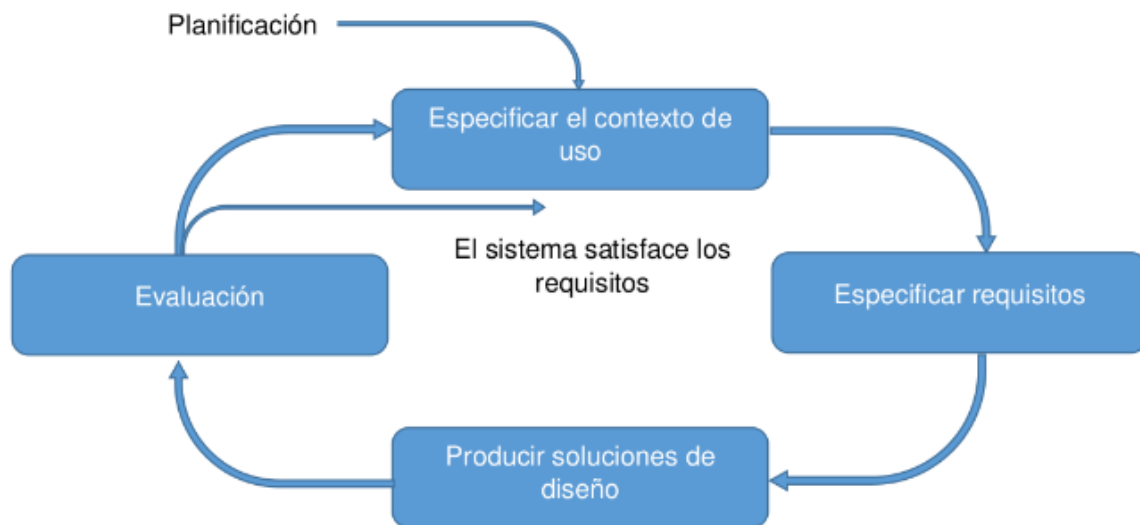 Planificación
Especificar el contexto de
uso
El sistema satisface los
requisitos
Evaluación
Especificar requisitos
Producir soluciones de
diseño